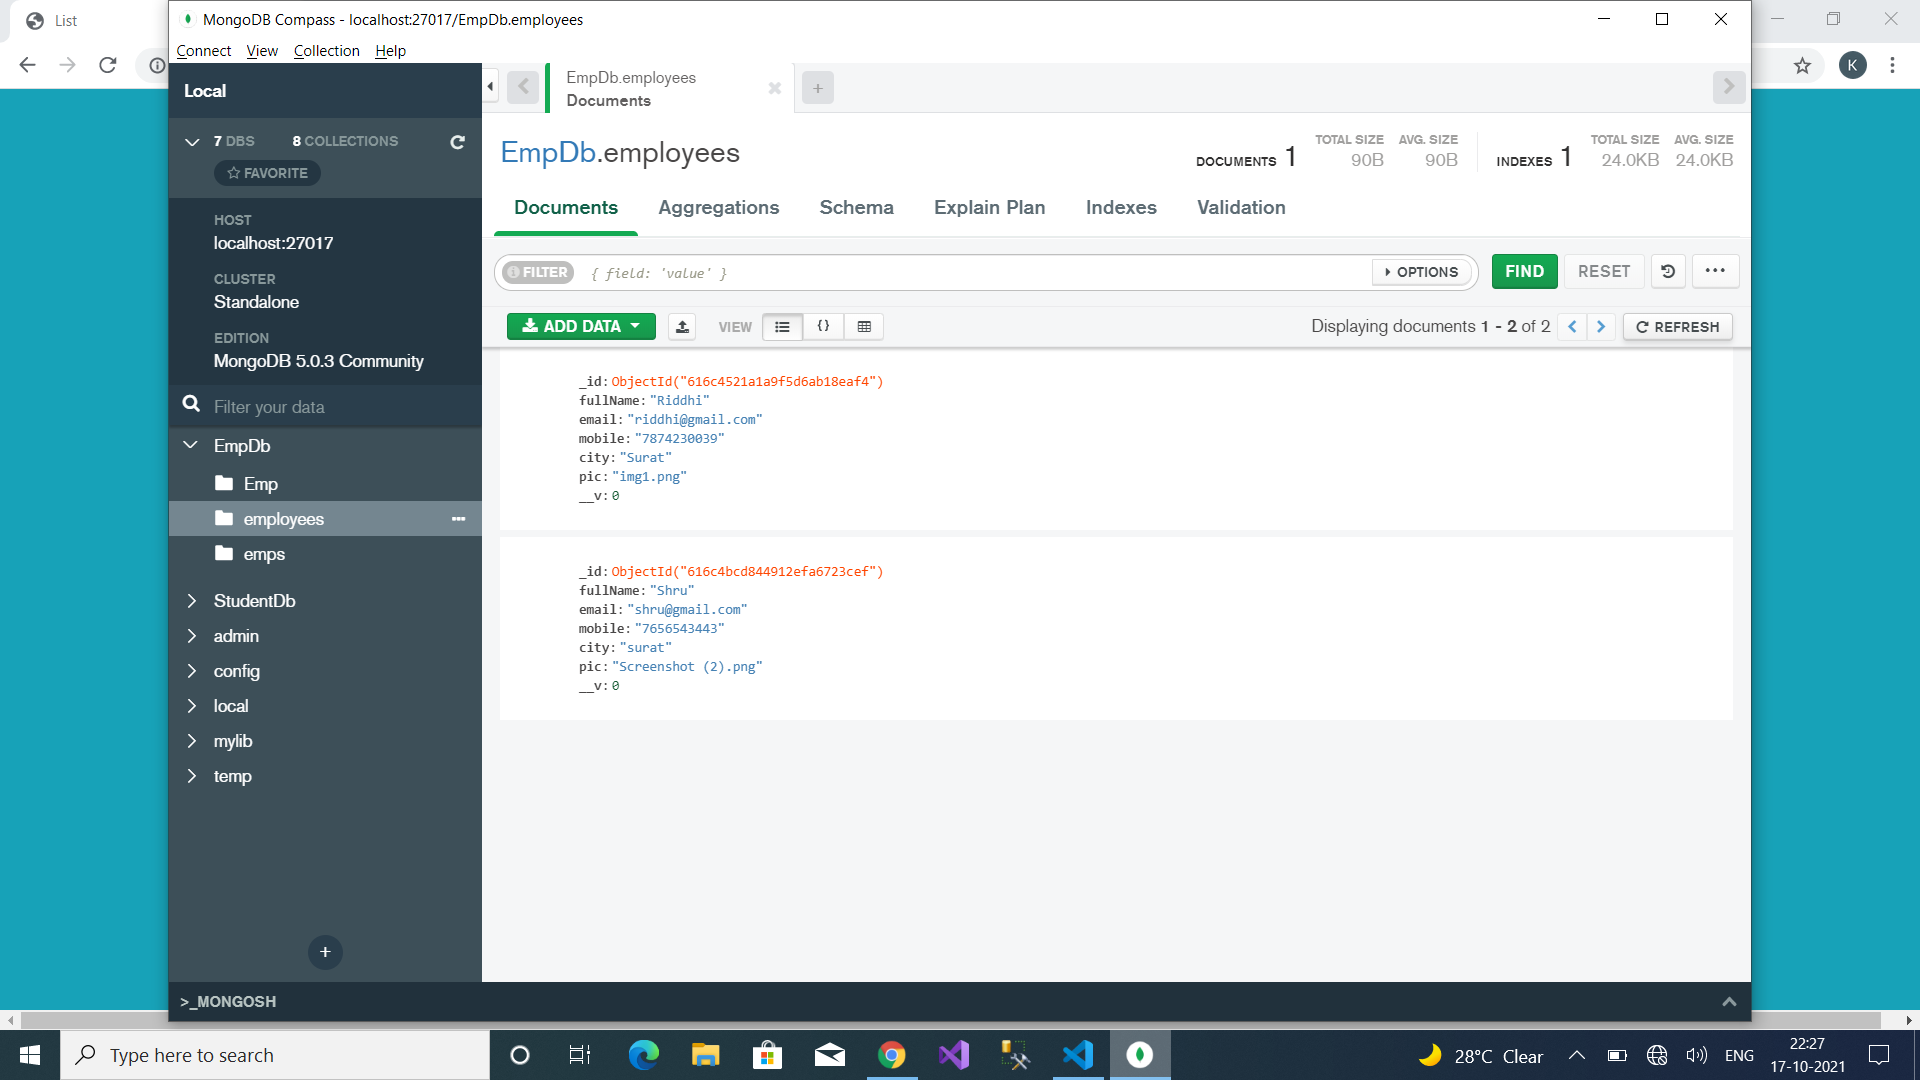 List
MongoDB Compass - localhost:27017/EmpDb.employees
Connect View Collection Help
K
Local
7 DBS 8 COLLECTIONS
FAVORITE
HOST
localhost:27017
CLUSTER
Standalone
EDITION
MongoDB 5.0.3 Community
Filter your data
EmpDb
Emp
employees
emps
StudentDb
admin
config
local
mylib
temp
+
EmpDb.employees
Documents
+
EmpDb.employees
DOCUMENTS 1 TOTAL SIZE 90B AVG. SIZE 90B INDEXES 1 TOTAL SIZE 24.0KB AVG. SIZE 24.0KB
Documents Aggregations Schema Explain Plan Indexes Validation
FILTER { field: 'value' } OPTIONS FIND RESET ...
ADD DATA VIEW {} Displaying documents 1 - 2 of 2 < > REFRESH
_id: ObjectId("616c4521a1a9f5d6ab18eaf4")
fullName: "Riddhi"
email: "riddhi@gmail.com"
mobile: "7874230039"
city: "Surat"
pic: "img1.png"
__v: 0
_id: ObjectId("616c4bcd844912efa6723cef")
fullName: "Shru"
email: "shru@gmail.com"
mobile: "7656543443"
city: "surat"
pic: "Screenshot (2).png"
__v: 0
>_MONGOSH
Type here to search
28°C Clear
ENG
22:27
17-10-2021